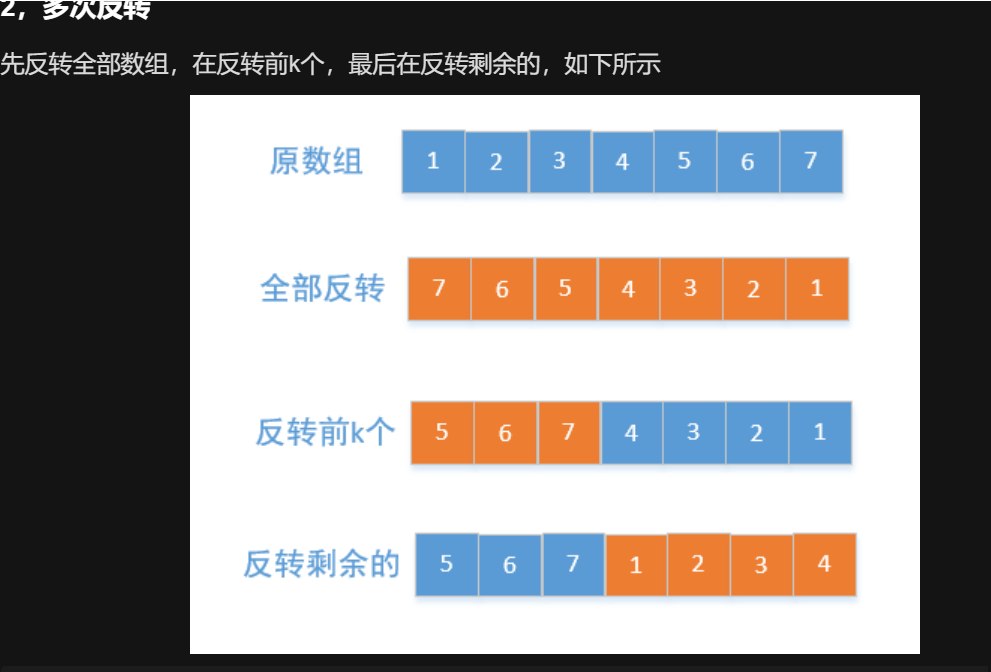 2，多次反转
先反转全部数组，在反转前k个，最后在反转剩余的，如下所示
原数组 1 2 3 4 5 6 7
全部反转 7 6 5 4 3 2 1
反转前k个 5 6 7 4 3 2 1
反转剩余的 5 6 7 1 2 3 4